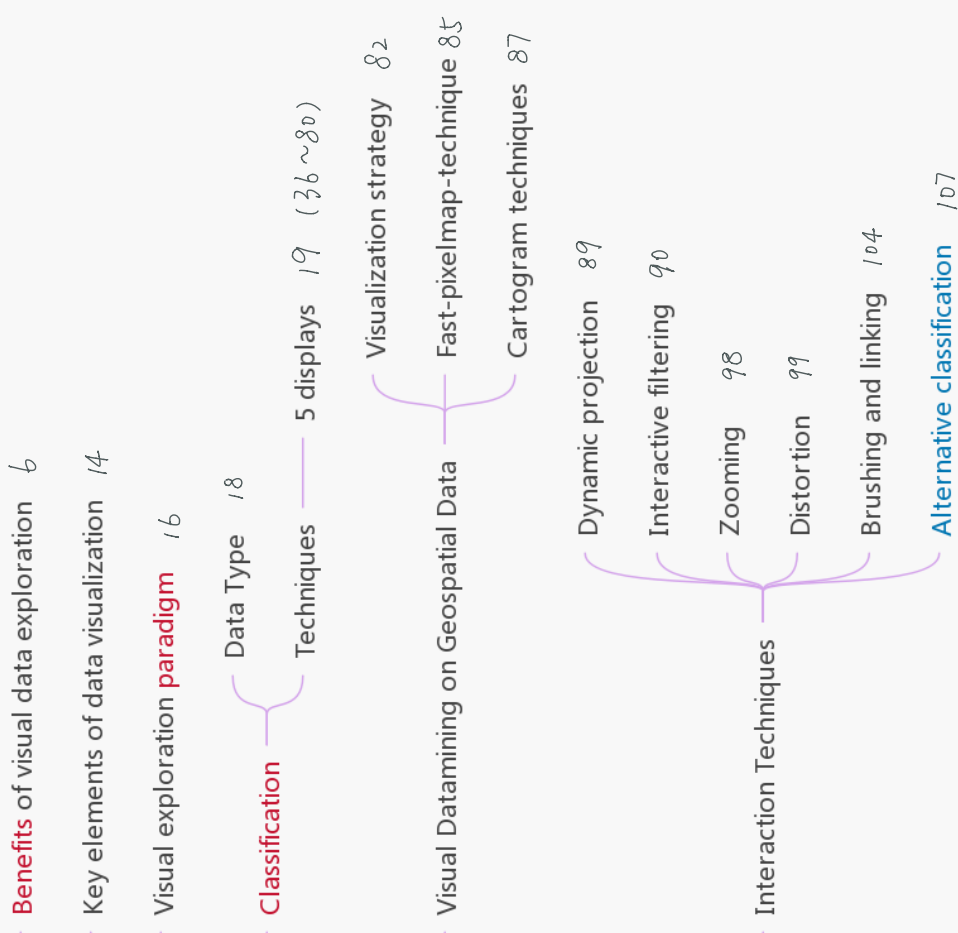 Benefits of visual data exploration 6
Key elements of data visualization 14
Visual exploration paradigm 16
Classification
Data Type 18
Techniques
5 displays 19 (36~80)
Visual Datamining on Geospatial Data
Visualization strategy 82
Fast-pixelmap-technique 85
Cartogram techniques 87
Interaction Techniques
Dynamic projection 89
Interactive filtering 90
Zooming 98
Distortion 99
Brushing and linking 104
Alternative classification 107